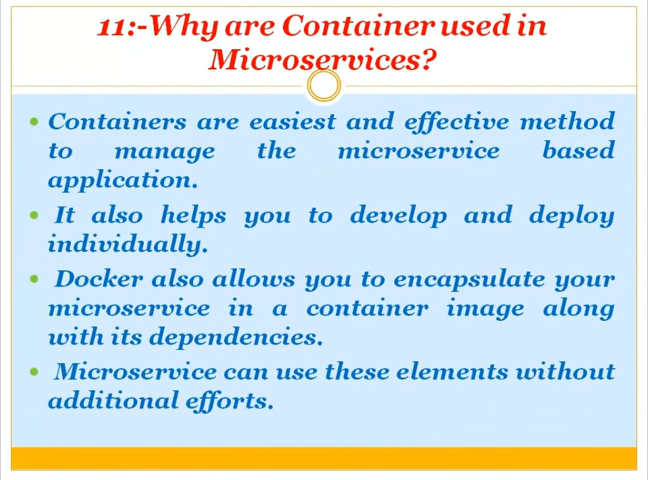 11:-Why are Container used in
Microservices?
Containers are easiest and effective method
to manage the microservice based
application.
It also helps you to develop and deploy
individually.
Docker also allows you to encapsulate your
microservice in a container image along
with its dependencies.
Microservice can use these elements without
additional efforts.